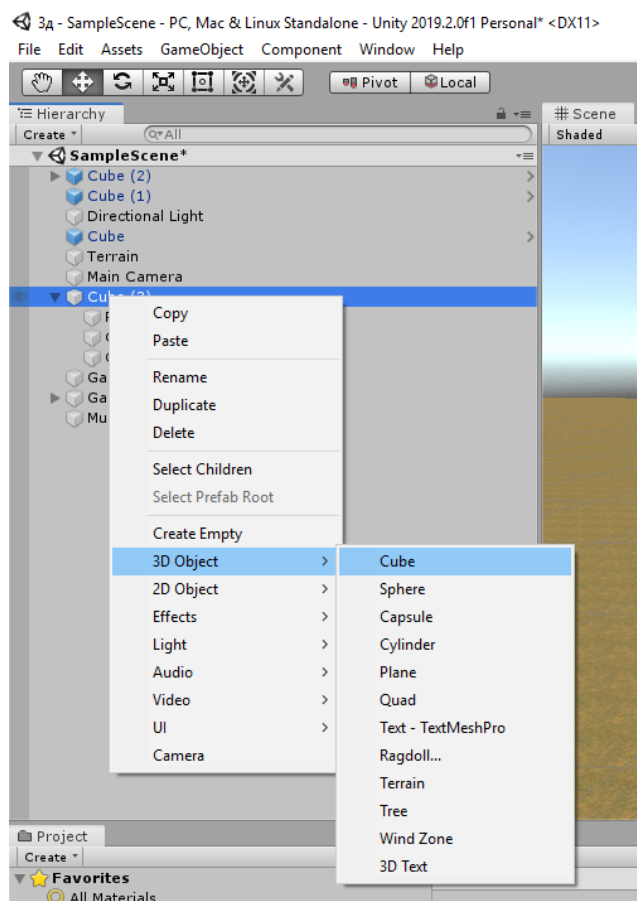 3д - SampleScene - PC, Mac & Linux Standalone - Unity 2019.2.0f1 Personal* <DX11>
File Edit Assets GameObject Component Window Help
Pivot Local
Hierarchy # Scene
Create All Shaded
SampleScene*
Cube (2)
Cube (1)
Directional Light
Cube
Terrain
Main Camera
Copy
Paste
Rename
Duplicate
Delete
Select Children
Select Prefab Root
Create Empty
3D Object
2D Object
Effects
Light
Audio
Video
UI
Camera
Cube
Sphere
Capsule
Cylinder
Plane
Quad
Text - TextMeshPro
Ragdoll...
Terrain
Tree
Wind Zone
3D Text
Project
Create
Favorites
All Materials